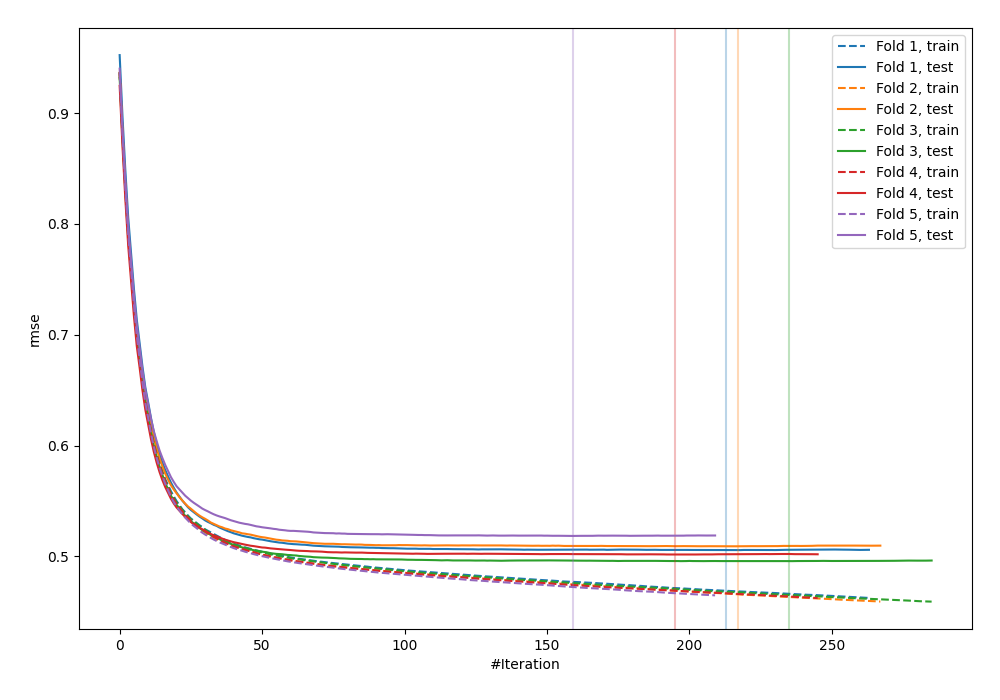 0.9
0.8
0.7
0.6
0.5
rmse
0
50
100
150
200
250
#Iteration
Fold 1, train
Fold 1, test
Fold 2, train
Fold 2, test
Fold 3, train
Fold 3, test
Fold 4, train
Fold 4, test
Fold 5, train
Fold 5, test